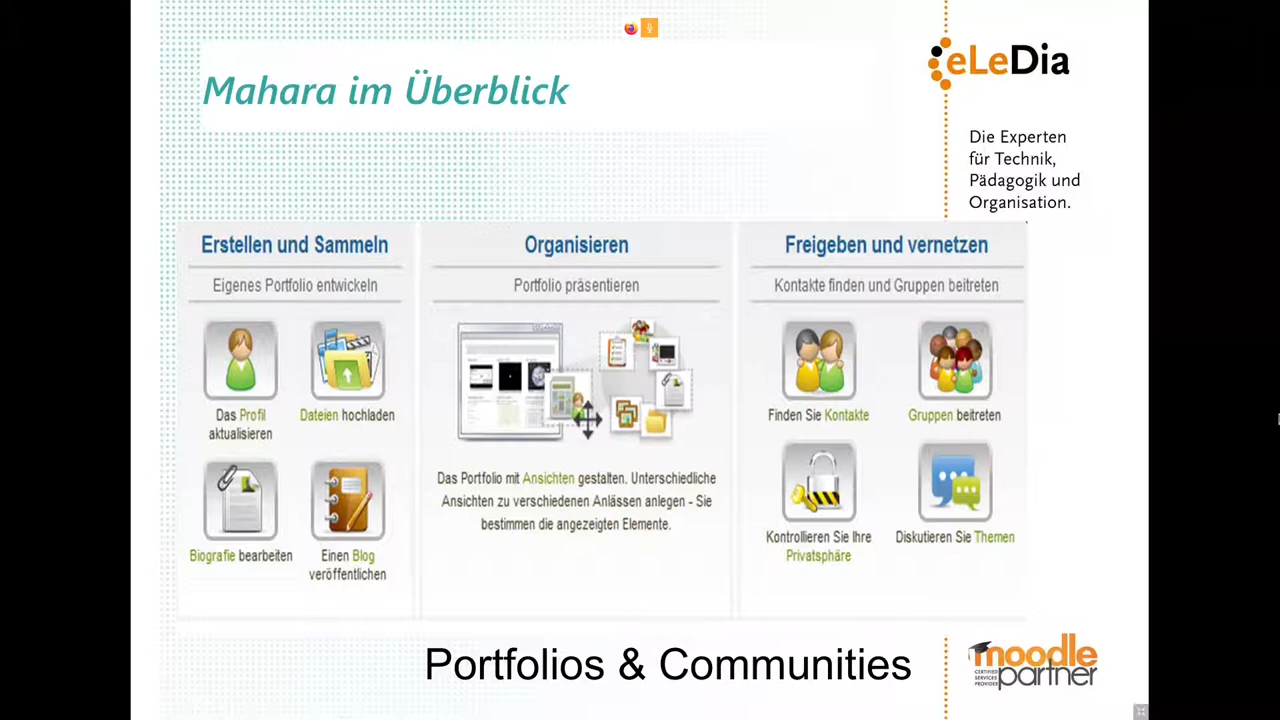 Mahara im Überblick
eLeDia
Die Experten
für Technik,
Pädagogik und
Organisation.
Erstellen und Sammeln
Eigenes Portfolio entwickeln
Das Profil
aktualisieren
Dateien hochladen
Biografie bearbeiten
Einen Blog
veröffentlichen
Organisieren
Portfolio präsentieren
Das Portfolio mit Ansichten gestalten. Unterschiedliche
Ansichten zu verschiedenen Anlässen anlegen - Sie
bestimmen die angezeigten Elemente.
Freigeben und vernetzen
Kontakte finden und Gruppen beitreten
Finden Sie Kontakte
Gruppen beitreten
Kontrollieren Sie Ihre
Privatsphäre
Diskutieren Sie Themen
Portfolios & Communities
moodle
CERTIFIED
SERVICES
PROVIDER
partner